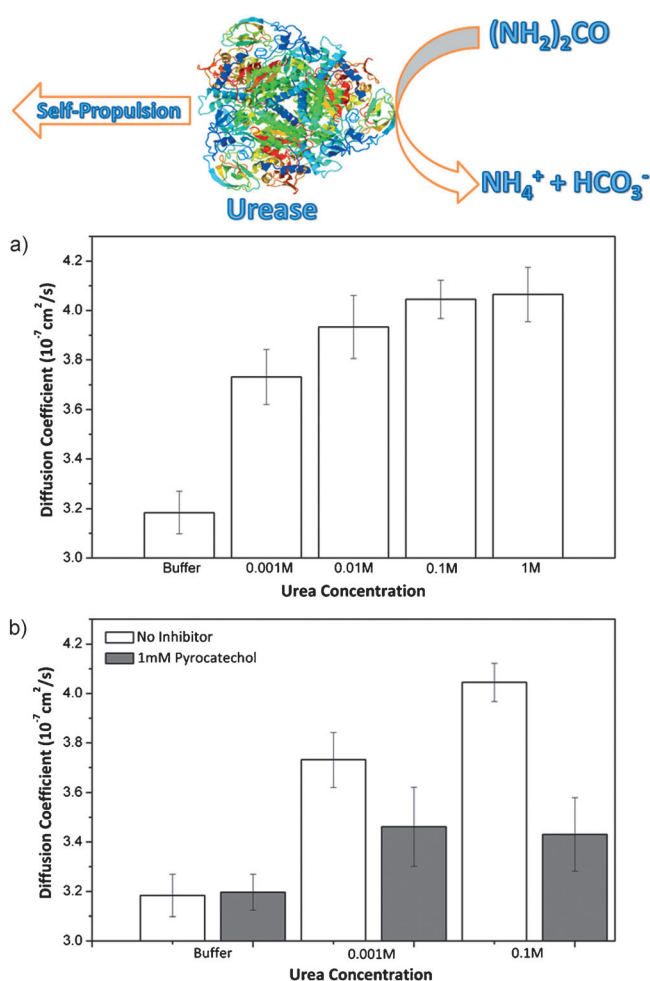 (NH2)2CO
Self-Propulsion
NH4+ + HCO3-
Urease
a)
4.2
4.0
3.8
3.6
3.4
3.2
3.0
Diffusion Coefficient (10-7 cm2/s)
Buffer 0.001M 0.01M 0.1M 1M
Urea Concentration
b)
No Inhibitor
1mM Pyrocatechol
4.2
4.0
3.8
3.6
3.4
3.2
3.0
Diffusion Coefficient (10-7 cm2/s)
Buffer 0.001M 0.1M
Urea Concentration